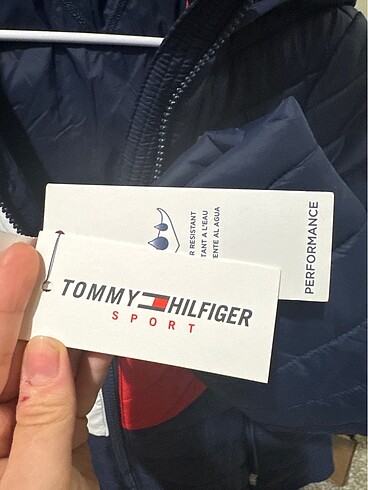 R RESISTANT
TANT A L'EAU
ENTE AL AGUA
PERFORMANCE
TOMMY HILFIGER
SPORT